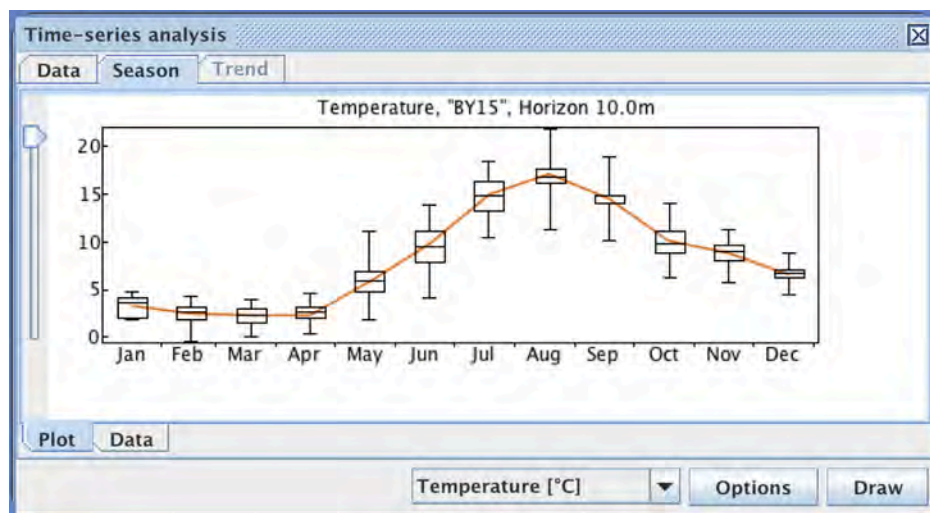 Time-series analysis
Data Season Trend
Temperature, "BY15", Horizon 10.0m
20
15
10
5
0
Jan Feb Mar Apr May Jun Jul Aug Sep Oct Nov Dec
Plot Data
Temperature [°C] Options Draw